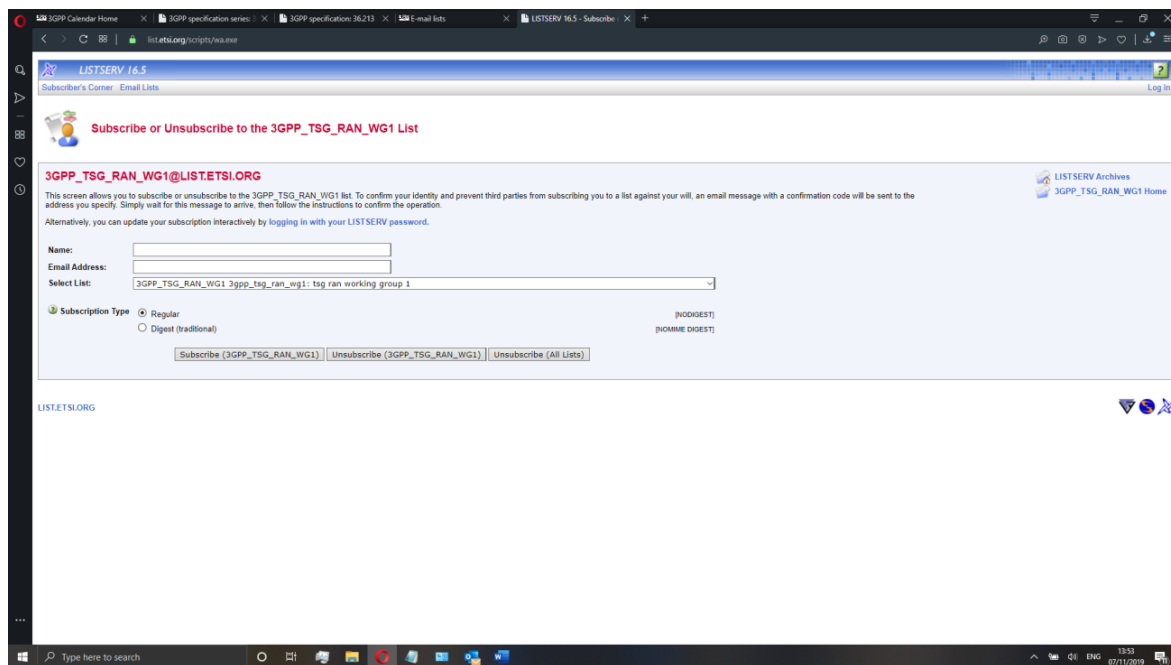 3GPP Calendar Home
3GPP specification series: 3
3GPP specification: 36.213
E-mail lists
LISTSERV 16.5 - Subscribe
list.etsi.org/scripts/wa.exe
LISTSERV 16.5
Subscriber's Corner Email Lists
Log In
Subscribe or Unsubscribe to the 3GPP_TSG_RAN_WG1 List
3GPP_TSG_RAN_WG1@LIST.ETSI.ORG
This screen allows you to subscribe or unsubscribe to the 3GPP_TSG_RAN_WG1 list. To confirm your identity and prevent third parties from subscribing you to a list against your will, an email message with a confirmation code will be sent to the
address you specify. Simply wait for this message to arrive, then follow the instructions to confirm the operation.
Alternatively, you can update your subscription interactively by logging in with your LISTSERV password.
LISTSERV Archives
3GPP_TSG_RAN_WG1 Home
Name:
Email Address:
Select List: 3GPP_TSG_RAN_WG1 3gpp_tsg_ran_wg1: tsg ran working group 1
Subscription Type Regular [NODIGEST]
Digest (traditional) [NOMIME DIGEST]
Subscribe (3GPP_TSG_RAN_WG1) Unsubscribe (3GPP_TSG_RAN_WG1) Unsubscribe (All Lists)
LIST.ETSI.ORG
Type here to search
ENG
13:53
07/11/2019